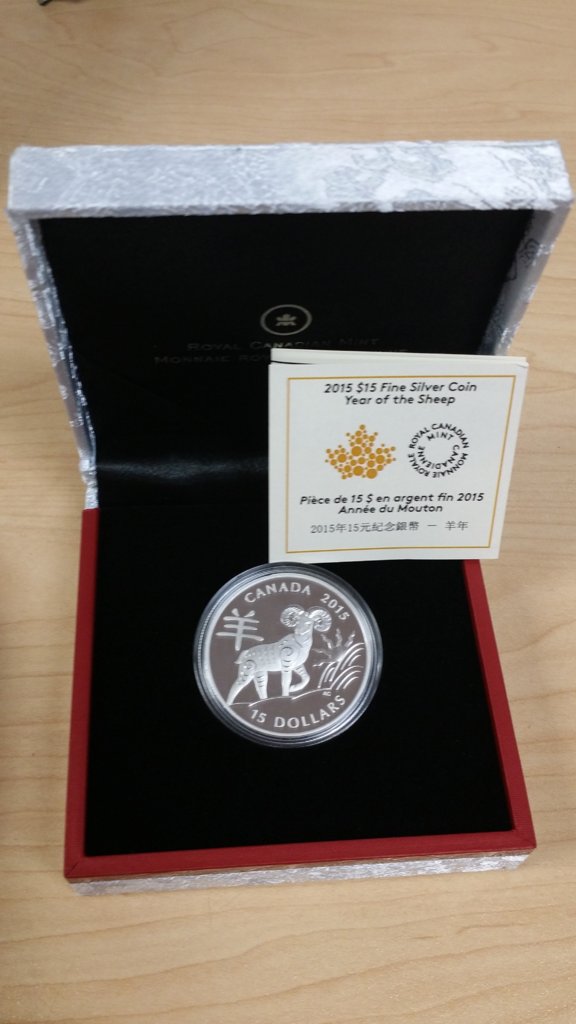 ROYAL CANADIAN MINT
MONNAIE ROYALE
2015 $15 Fine Silver Coin
Year of the Sheep
ROYAL CANADIAN MINT
MONNAIE ROYALE CANADIENNE
Pièce de 15 $ en argent fin 2015
Année du Mouton
2015年15元紀念銀幣 － 羊年
CANADA 2015
羊
15 DOLLARS